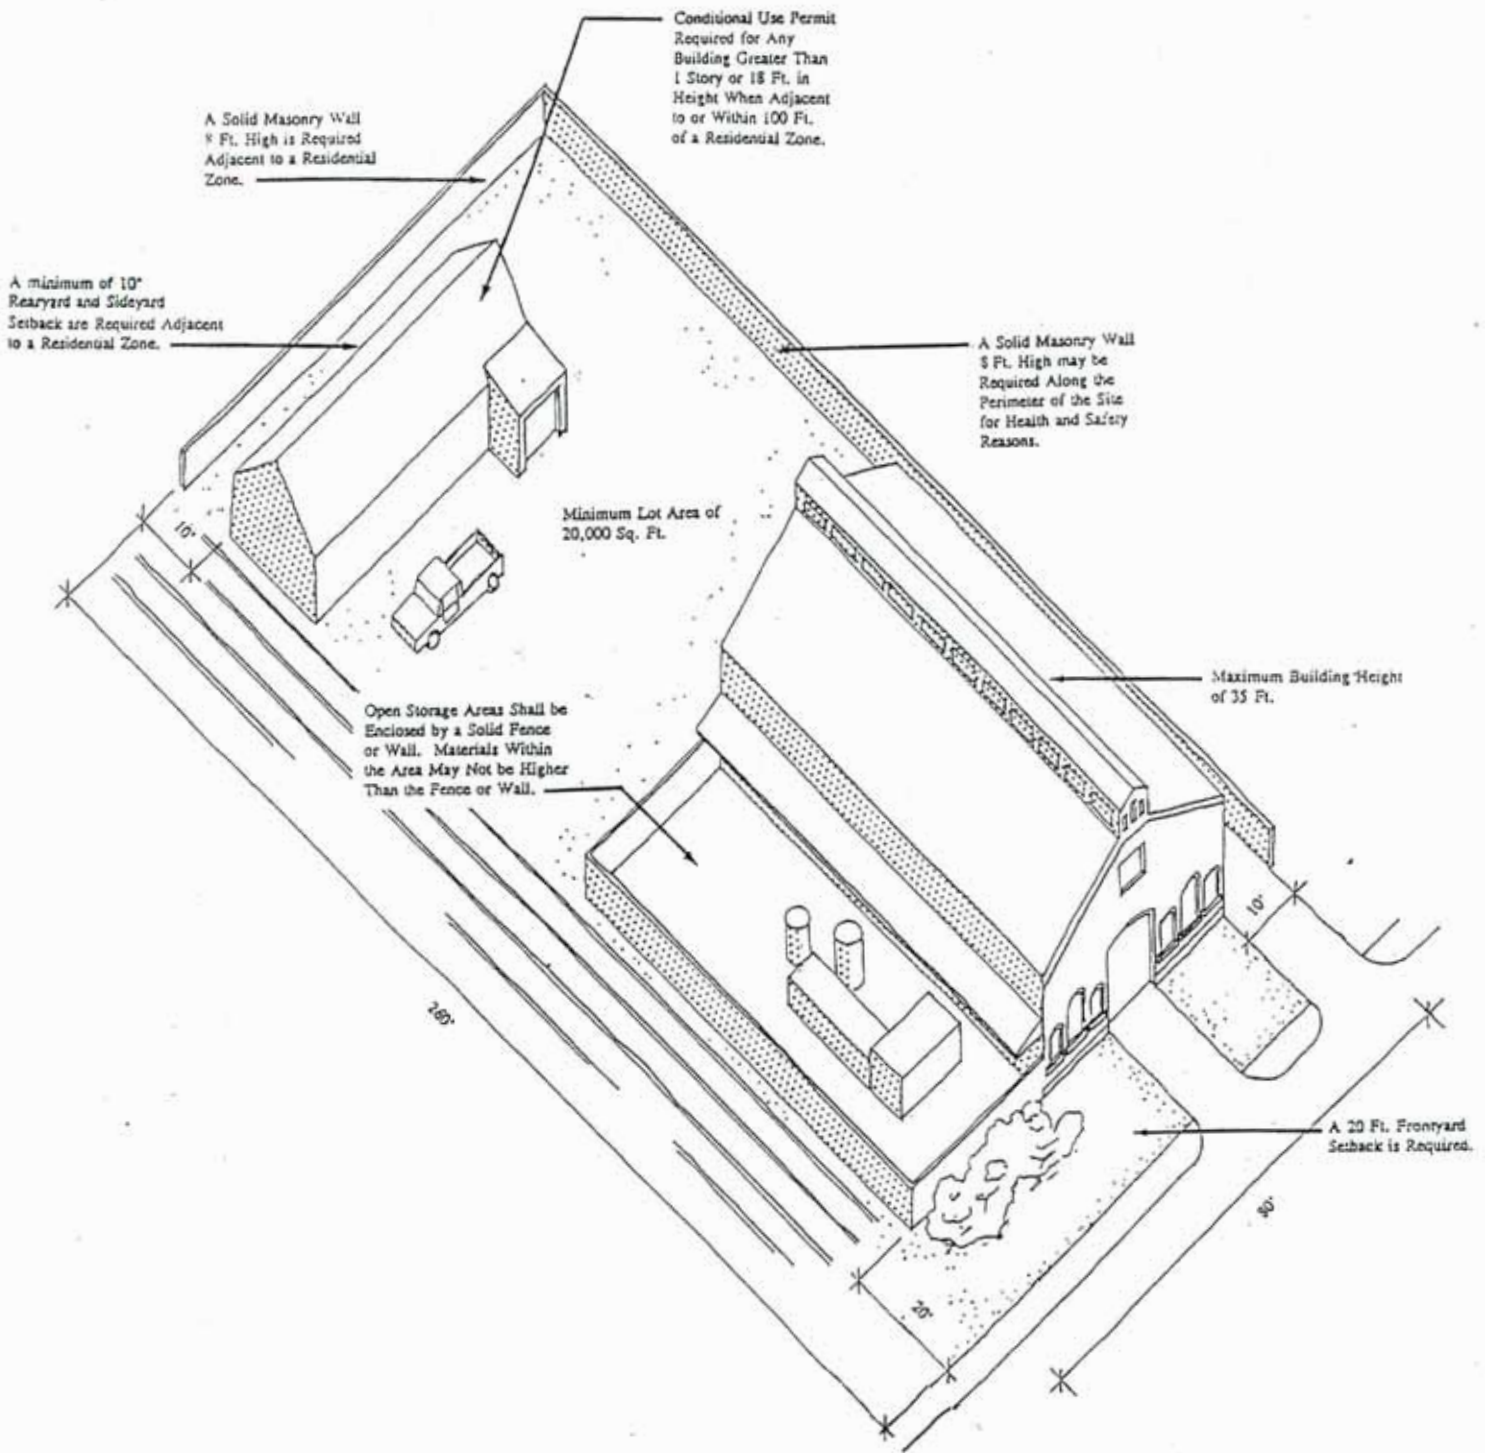 Conditional Use Permit
Required for Any
Building Greater Than
1 Story or 18 Ft. in
Height When Adjacent
to or Within 100 Ft.
of a Residential Zone.
A Solid Masonry Wall
8 Ft. High is Required
Adjacent to a Residential
Zone.
A minimum of 10'
Rearyard and Sideyard
Setback are Required Adjacent
to a Residential Zone.
A Solid Masonry Wall
8 Ft. High may be
Required Along the
Perimeter of the Site
for Health and Safety
Reasons.
10'
Minimum Lot Area of
20,000 Sq. Ft.
Maximum Building Height
of 35 Ft.
Open Storage Areas Shall be
Enclosed by a Solid Fence
or Wall. Materials Within
the Area May Not be Higher
Than the Fence or Wall.
10'
260'
A 20 Ft. Frontyard
Setback is Required.
80'
20'